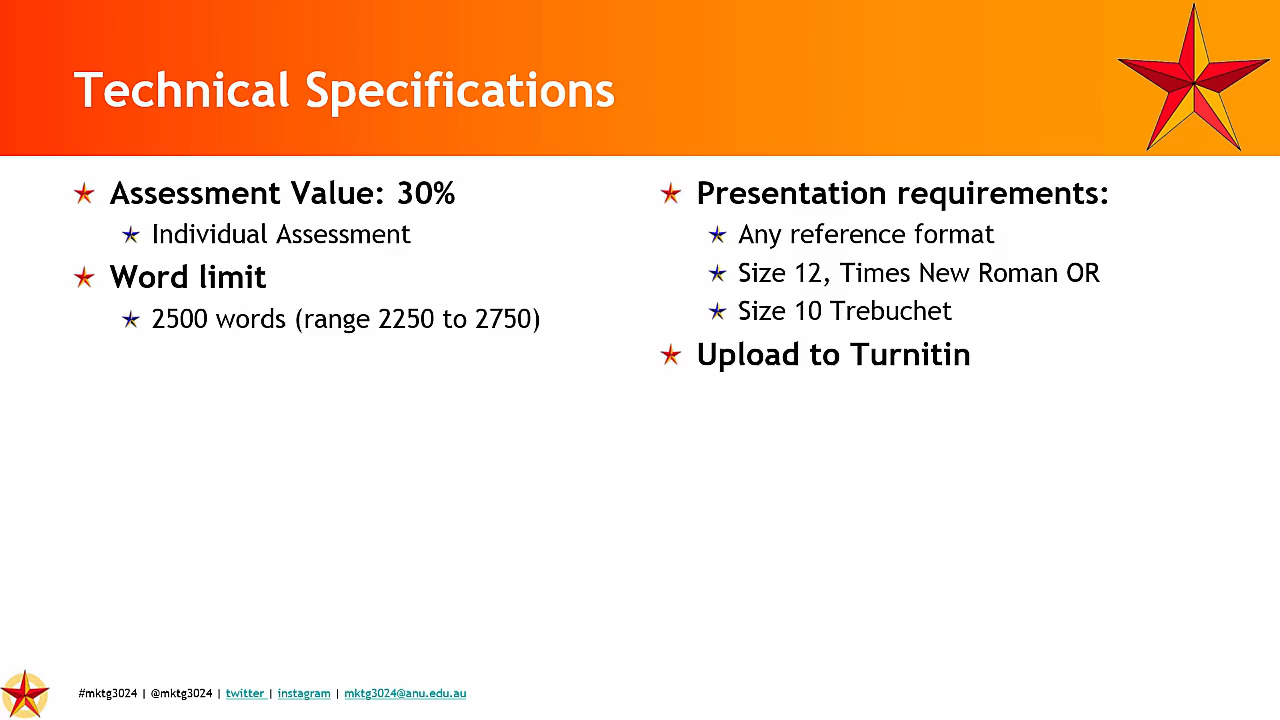 Technical Specifications
Assessment Value: 30%
Individual Assessment
Word limit
2500 words (range 2250 to 2750)
Presentation requirements:
Any reference format
Size 12, Times New Roman OR
Size 10 Trebuchet
Upload to Turnitin
#mktg3024 | @mktg3024 | twitter | instagram | mktg3024@anu.edu.au